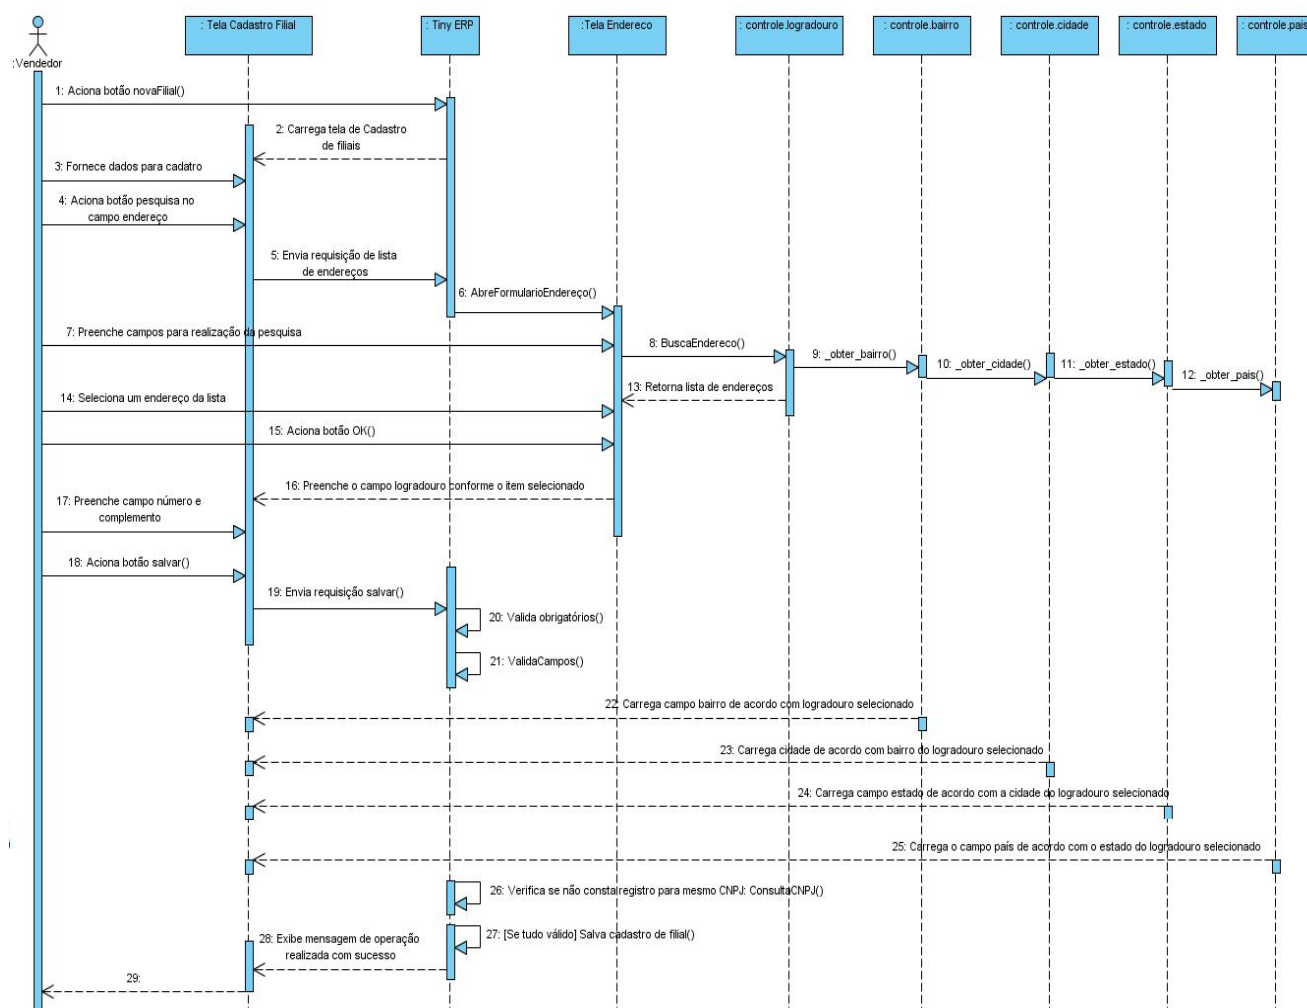 : Tela Cadastro Filial
: Tiny ERP
:Tela Endereco
: controle.logradouro
: controle.bairro
: controle.cidade
: controle.estado
: controle.pais
:Vendedor
1: Aciona botão novaFilial()
2: Carrega tela de Cadastro
de filiais
3: Fornece dados para cadatro
4: Aciona botão pesquisa no
campo endereço
5: Envia requisição de lista
de endereços
6: AbreFormularioEndereço()
7: Preenche campos para realização da pesquisa
8: BuscaEndereco()
9: _obter_bairro()
10: _obter_cidade()
11: _obter_estado()
12: _obter_pais()
13: Retorna lista de endereços
14: Seleciona um endereço da lista
15: Aciona botão OK()
16: Preenche o campo logradouro conforme o item selecionado
17: Preenche campo número e
complemento
18: Aciona botão salvar()
19: Envia requisição salvar()
20: Valida obrigatórios()
21: ValidaCampos()
22: Carrega campo bairro de acordo com logradouro selecionado
23: Carrega cidade de acordo com bairro do logradouro selecionado
24: Carrega campo estado de acordo com a cidade do logradouro selecionado
25: Carrega o campo país de acordo com o estado do logradouro selecionado
26: Verifica se não consta registro para mesmo CNPJ: ConsultaCNPJ()
27: [Se tudo válido] Salva cadastro de filial()
28: Exibe mensagem de operação
realizada com sucesso
29: